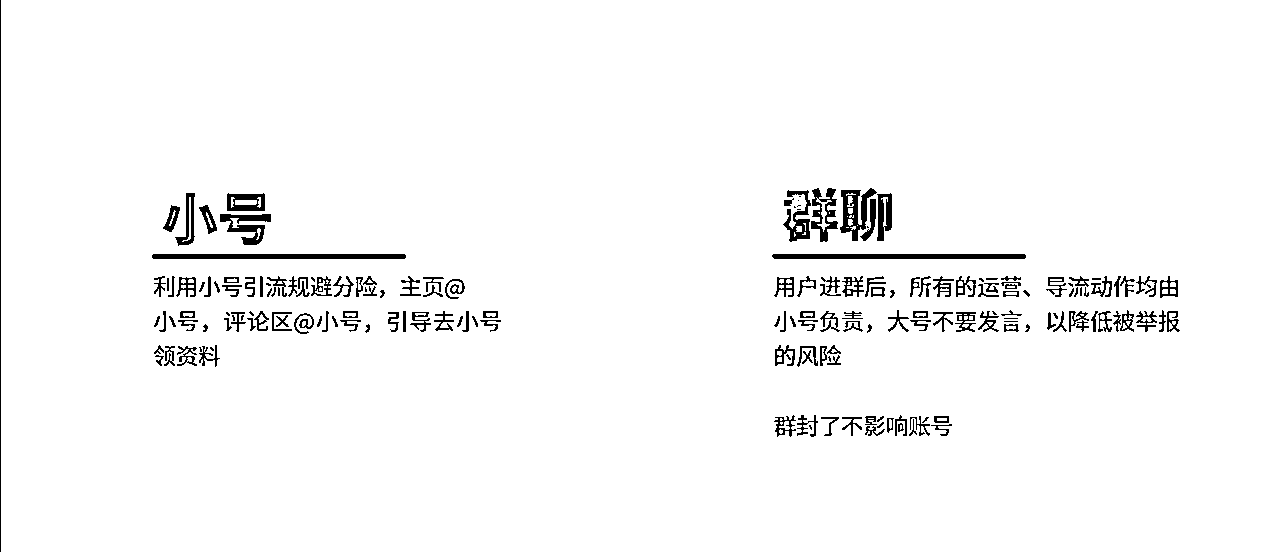 小号
利用小号引流规避分险，主页@
小号，评论区@小号，引导去小号
领资料
群聊
用户进群后，所有的运营、导流动作均由
小号负责，大号不要发言，以降低被举报
的风险
群封了不影响账号